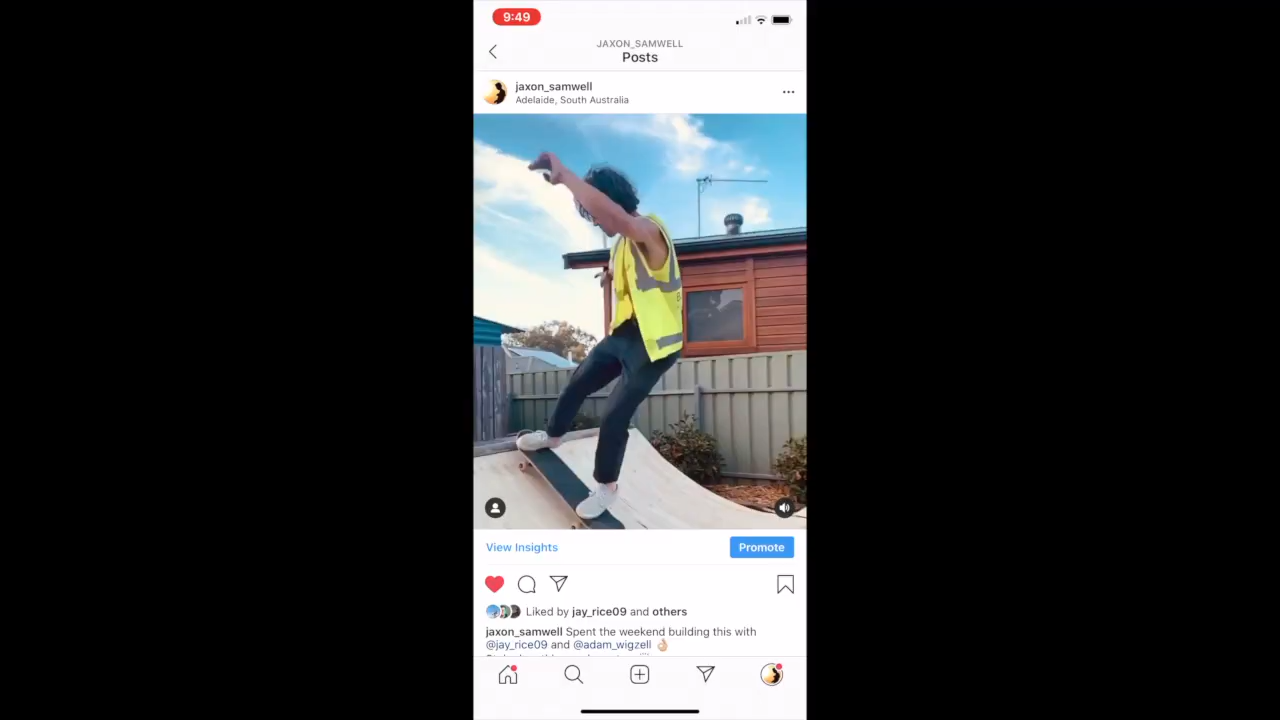 9:49
JAXON_SAMWELL
Posts
jaxon_samwell
Adelaide, South Australia
View Insights
Promote
Liked by jay_rice09 and others
jaxon_samwell Spent the weekend building this with
@jay_rice09 and @adam_wigzell 👌🏼